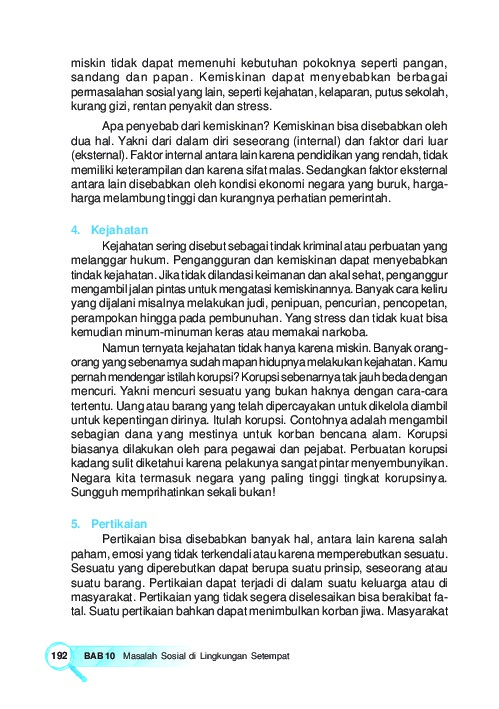 miskin tidak dapat memenuhi kebutuhan pokoknya seperti pangan,
sandang dan papan. Kemiskinan dapat menyebabkan berbagai
permasalahan sosial yang lain, seperti kejahatan, kelaparan, putus sekolah,
kurang gizi, rentan penyakit dan stress.
Apa penyebab dari kemiskinan? Kemiskinan bisa disebabkan oleh
dua hal. Yakni dari dalam diri seseorang (internal) dan faktor dari luar
(eksternal). Faktor internal antara lain karena pendidikan yang rendah, tidak
memiliki keterampilan dan karena sifat malas. Sedangkan faktor eksternal
antara lain disebabkan oleh kondisi ekonomi negara yang buruk, harga-
harga melambung tinggi dan kurangnya perhatian pemerintah.
4. Kejahatan
Kejahatan sering disebut sebagai tindak kriminal atau perbuatan yang
melanggar hukum. Pengangguran dan kemiskinan dapat menyebabkan
tindak kejahatan. Jika tidak dilandasi keimanan dan akal sehat, penganggur
mengambil jalan pintas untuk mengatasi kemiskinannya. Banyak cara keliru
yang dijalani misalnya melakukan judi, penipuan, pencurian, pencopetan,
perampokan hingga pada pembunuhan. Yang stress dan tidak kuat bisa
kemudian minum-minuman keras atau memakai narkoba.
Namun ternyata kejahatan tidak hanya karena miskin. Banyak orang-
orang yang sebenarnya sudah mapan hidupnya melakukan kejahatan. Kamu
pernah mendengar istilah korupsi? Korupsi sebenarnya tak jauh beda dengan
mencuri. Yakni mencuri sesuatu yang bukan haknya dengan cara-cara
tertentu. Uang atau barang yang telah dipercayakan untuk dikelola diambil
untuk kepentingan dirinya. Itulah korupsi. Contohnya adalah mengambil
sebagian dana yang mestinya untuk korban bencana alam. Korupsi
biasanya dilakukan oleh para pegawai dan pejabat. Perbuatan korupsi
kadang sulit diketahui karena pelakunya sangat pintar menyembunyikan.
Negara kita termasuk negara yang paling tinggi tingkat korupsinya.
Sungguh memprihatinkan sekali bukan!
5. Pertikaian
Pertikaian bisa disebabkan banyak hal, antara lain karena salah
paham, emosi yang tidak terkendali atau karena memperebutkan sesuatu.
Sesuatu yang diperebutkan dapat berupa suatu prinsip, seseorang atau
suatu barang. Pertikaian dapat terjadi di dalam suatu keluarga atau di
masyarakat. Pertikaian yang tidak segera diselesaikan bisa berakibat fa-
tal. Suatu pertikaian bahkan dapat menimbulkan korban jiwa. Masyarakat
192 BAB 10 Masalah Sosial di Lingkungan Setempat